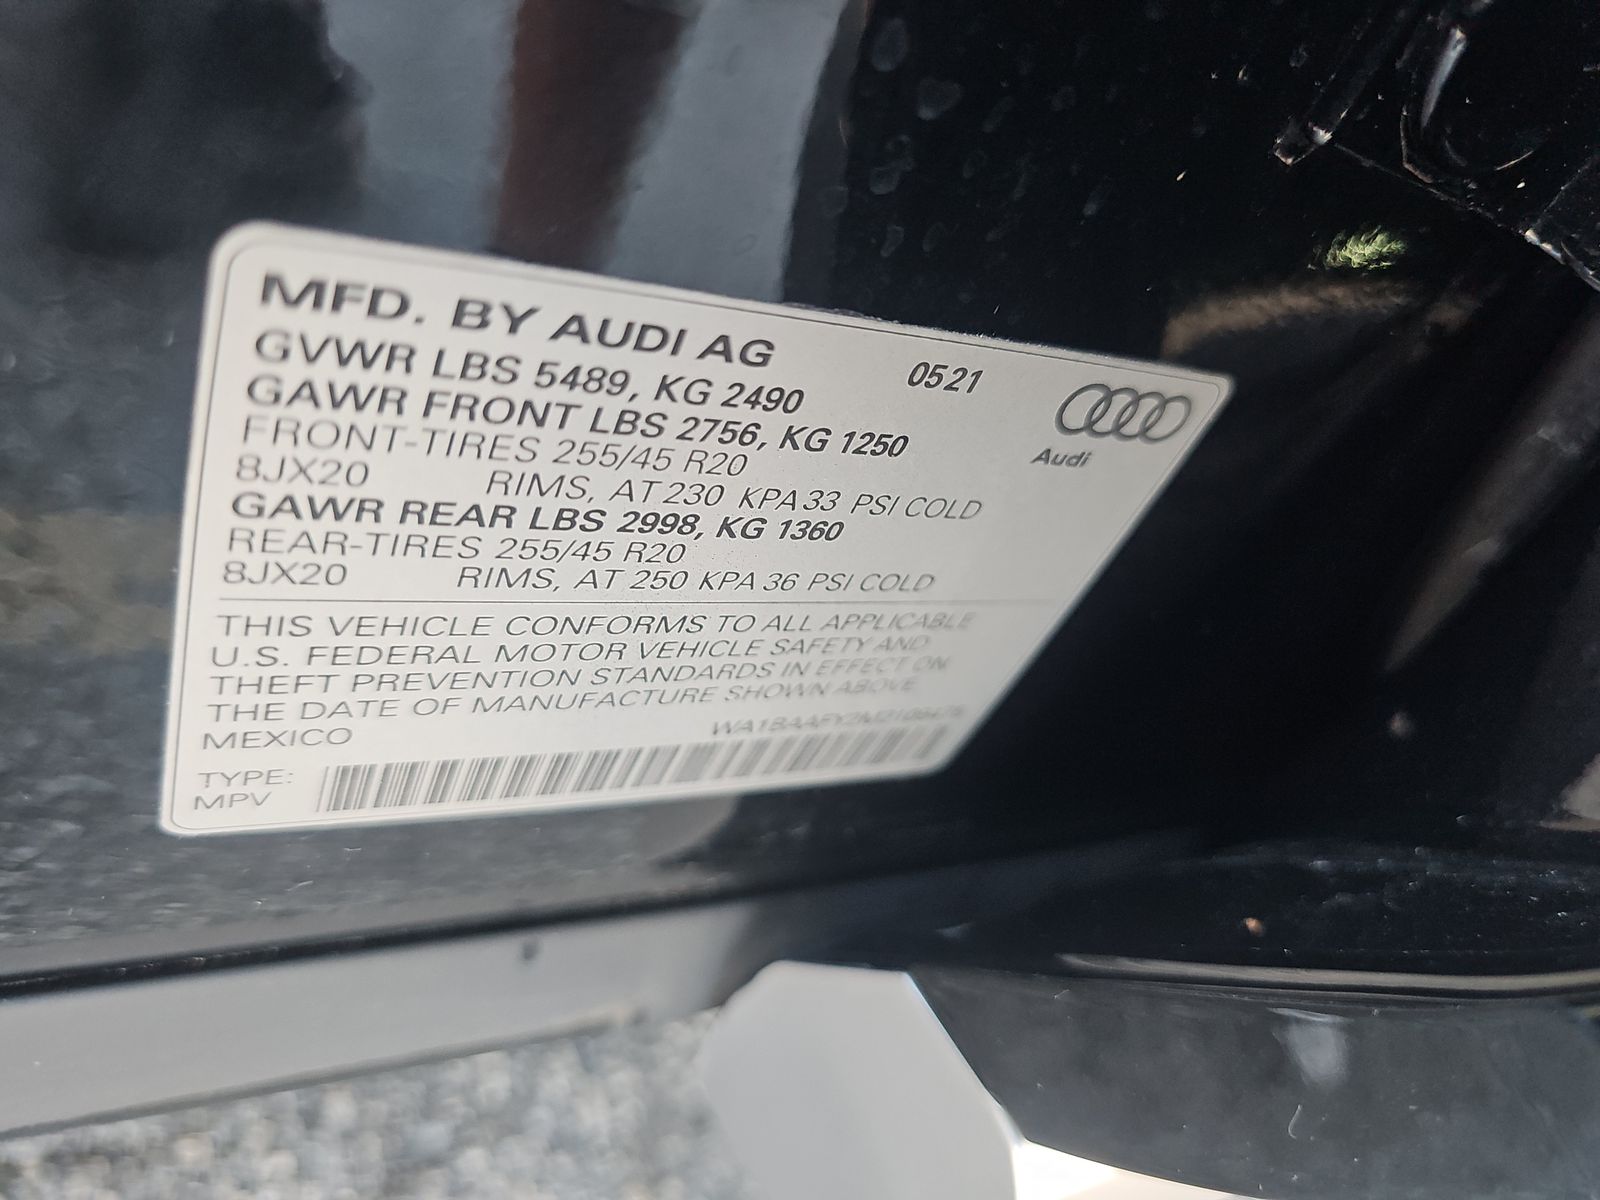 MFD. BY AUDI AG
0521
GVWR LBS 5489, KG 2490
GAWR FRONT LBS 2756, KG 1250
FRONT-TIRES 255/45 R20
8JX20 RIMS, AT 230 KPA 33 PSI COLD
GAWR REAR LBS 2998, KG 1360
REAR-TIRES 255/45 R20
8JX20 RIMS, AT 250 KPA 36 PSI COLD
Audi
THIS VEHICLE CONFORMS TO ALL APPLICABLE
U.S. FEDERAL MOTOR VEHICLE SAFETY AND
THEFT PREVENTION STANDARDS IN EFFECT ON
THE DATE OF MANUFACTURE SHOWN ABOVE
MEXICO
TYPE:
MPV